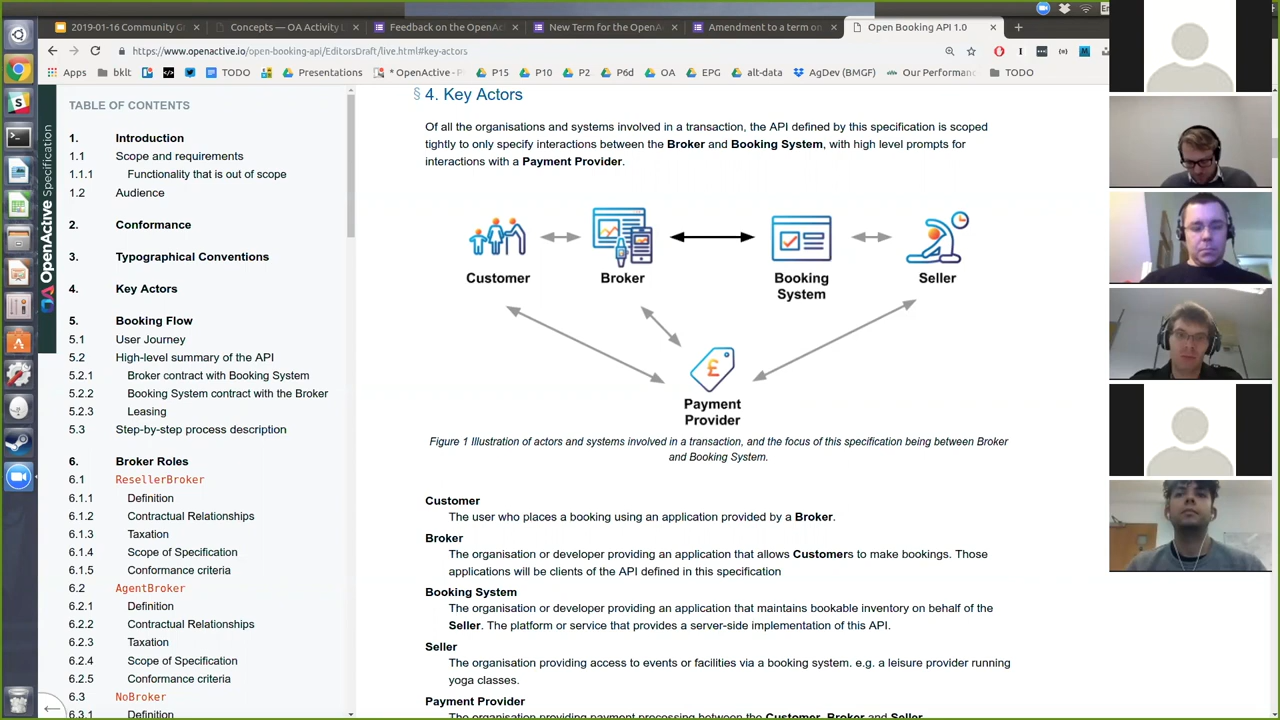 2019-01-16 Community G
Concepts — OA Activity L
Feedback on the OpenA
New Term for the OpenA
Amendment to a term on
Open Booking API 1.0
https://www.openactive.io/open-booking-api/EditorsDraft/live.html#key-actors
Apps
bklt
TODO
Presentations
* OpenActive - P
P15
P10
P2
P6d
OA
EPG
alt-data
AgDev (BMGF)
Our Performanc
TODO
OpenActive Specification
TABLE OF CONTENTS
1. Introduction
1.1 Scope and requirements
1.1.1 Functionality that is out of scope
1.2 Audience
2. Conformance
3. Typographical Conventions
4. Key Actors
5. Booking Flow
5.1 User Journey
5.2 High-level summary of the API
5.2.1 Broker contract with Booking System
5.2.2 Booking System contract with the Broker
5.2.3 Leasing
5.3 Step-by-step process description
6. Broker Roles
6.1 ResellerBroker
6.1.1 Definition
6.1.2 Contractual Relationships
6.1.3 Taxation
6.1.4 Scope of Specification
6.1.5 Conformance criteria
6.2 AgentBroker
6.2.1 Definition
6.2.2 Contractual Relationships
6.2.3 Taxation
6.2.4 Scope of Specification
6.2.5 Conformance criteria
6.3 NoBroker
6.3.1 Definition
§ 4. Key Actors
Of all the organisations and systems involved in a transaction, the API defined by this specification is scoped
tightly to only specify interactions between the Broker and Booking System, with high level prompts for
interactions with a Payment Provider.
Customer
Broker
Booking
System
Seller
£
Payment
Provider
Figure 1 Illustration of actors and systems involved in a transaction, and the focus of this specification being between Broker
and Booking System.
Customer
The user who places a booking using an application provided by a Broker.
Broker
The organisation or developer providing an application that allows Customers to make bookings. Those
applications will be clients of the API defined in this specification
Booking System
The organisation or developer providing an application that maintains bookable inventory on behalf of the
Seller. The platform or service that provides a server-side implementation of this API.
Seller
The organisation providing access to events or facilities via a booking system. e.g. a leisure provider running
yoga classes.
Payment Provider
The organisation providing payment processing between the Customer, Broker and Seller